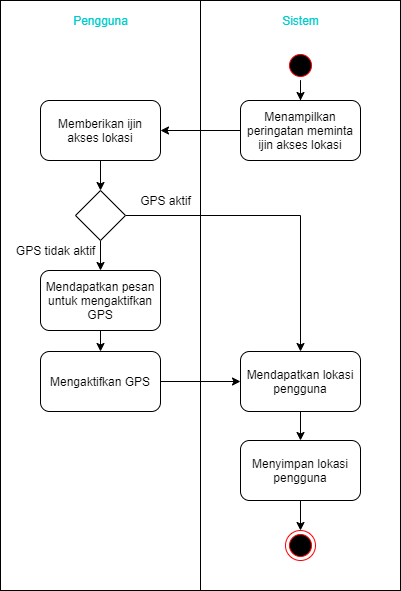 Pengguna
Sistem
Menampilkan
peringatan meminta
ijin akses lokasi
Memberikan ijin
akses lokasi
GPS aktif
GPS tidak aktif
Mendapatkan pesan
untuk mengaktifkan
GPS
Mengaktifkan GPS
Mendapatkan lokasi
pengguna
Menyimpan lokasi
pengguna